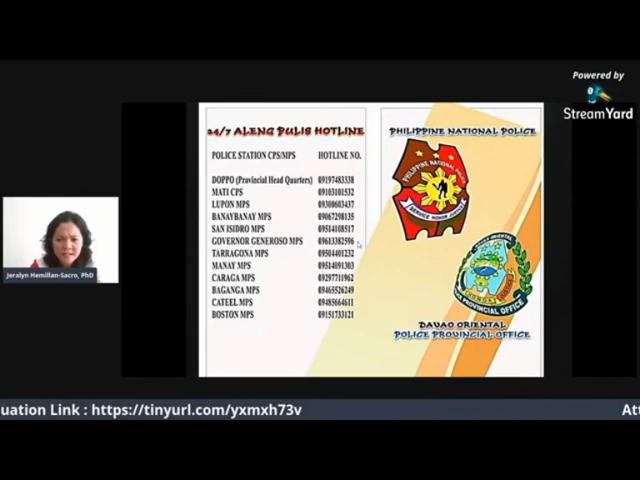 Powered by
StreamYard
24/7 ALENG PULIS HOTLINE
POLICE STATION CPS/MPS HOTLINE NO.
DOPPO (Provincial Head Quarters) 09197483338
MATI CPS 09103101532
LUPON MPS 09300603437
BANAYBANAY MPS 09067298135
SAN ISIDRO MPS 09514108517
GOVERNOR GENEROSO MPS 09613382596
TARRAGONA MPS 09504401232
MANAY MPS 09514091303
CARAGA MPS 09297711962
BAGANGA MPS 09465526249
CATEEL MPS 09485664611
BOSTON MPS 09151733121
PHILIPPINE NATIONAL POLICE
PHILIPPINE NATIONAL POLICE
SERVICE HONOR JUSTICE
DAVAO ORIENTAL
POLICE PROVINCIAL OFFICE
DAVAO ORIENTAL
POLICE PROVINCIAL OFFICE
Jeralyn Hemillan-Sacro, PhD
uation Link : https://tinyurl.com/yxmxh73v
Att